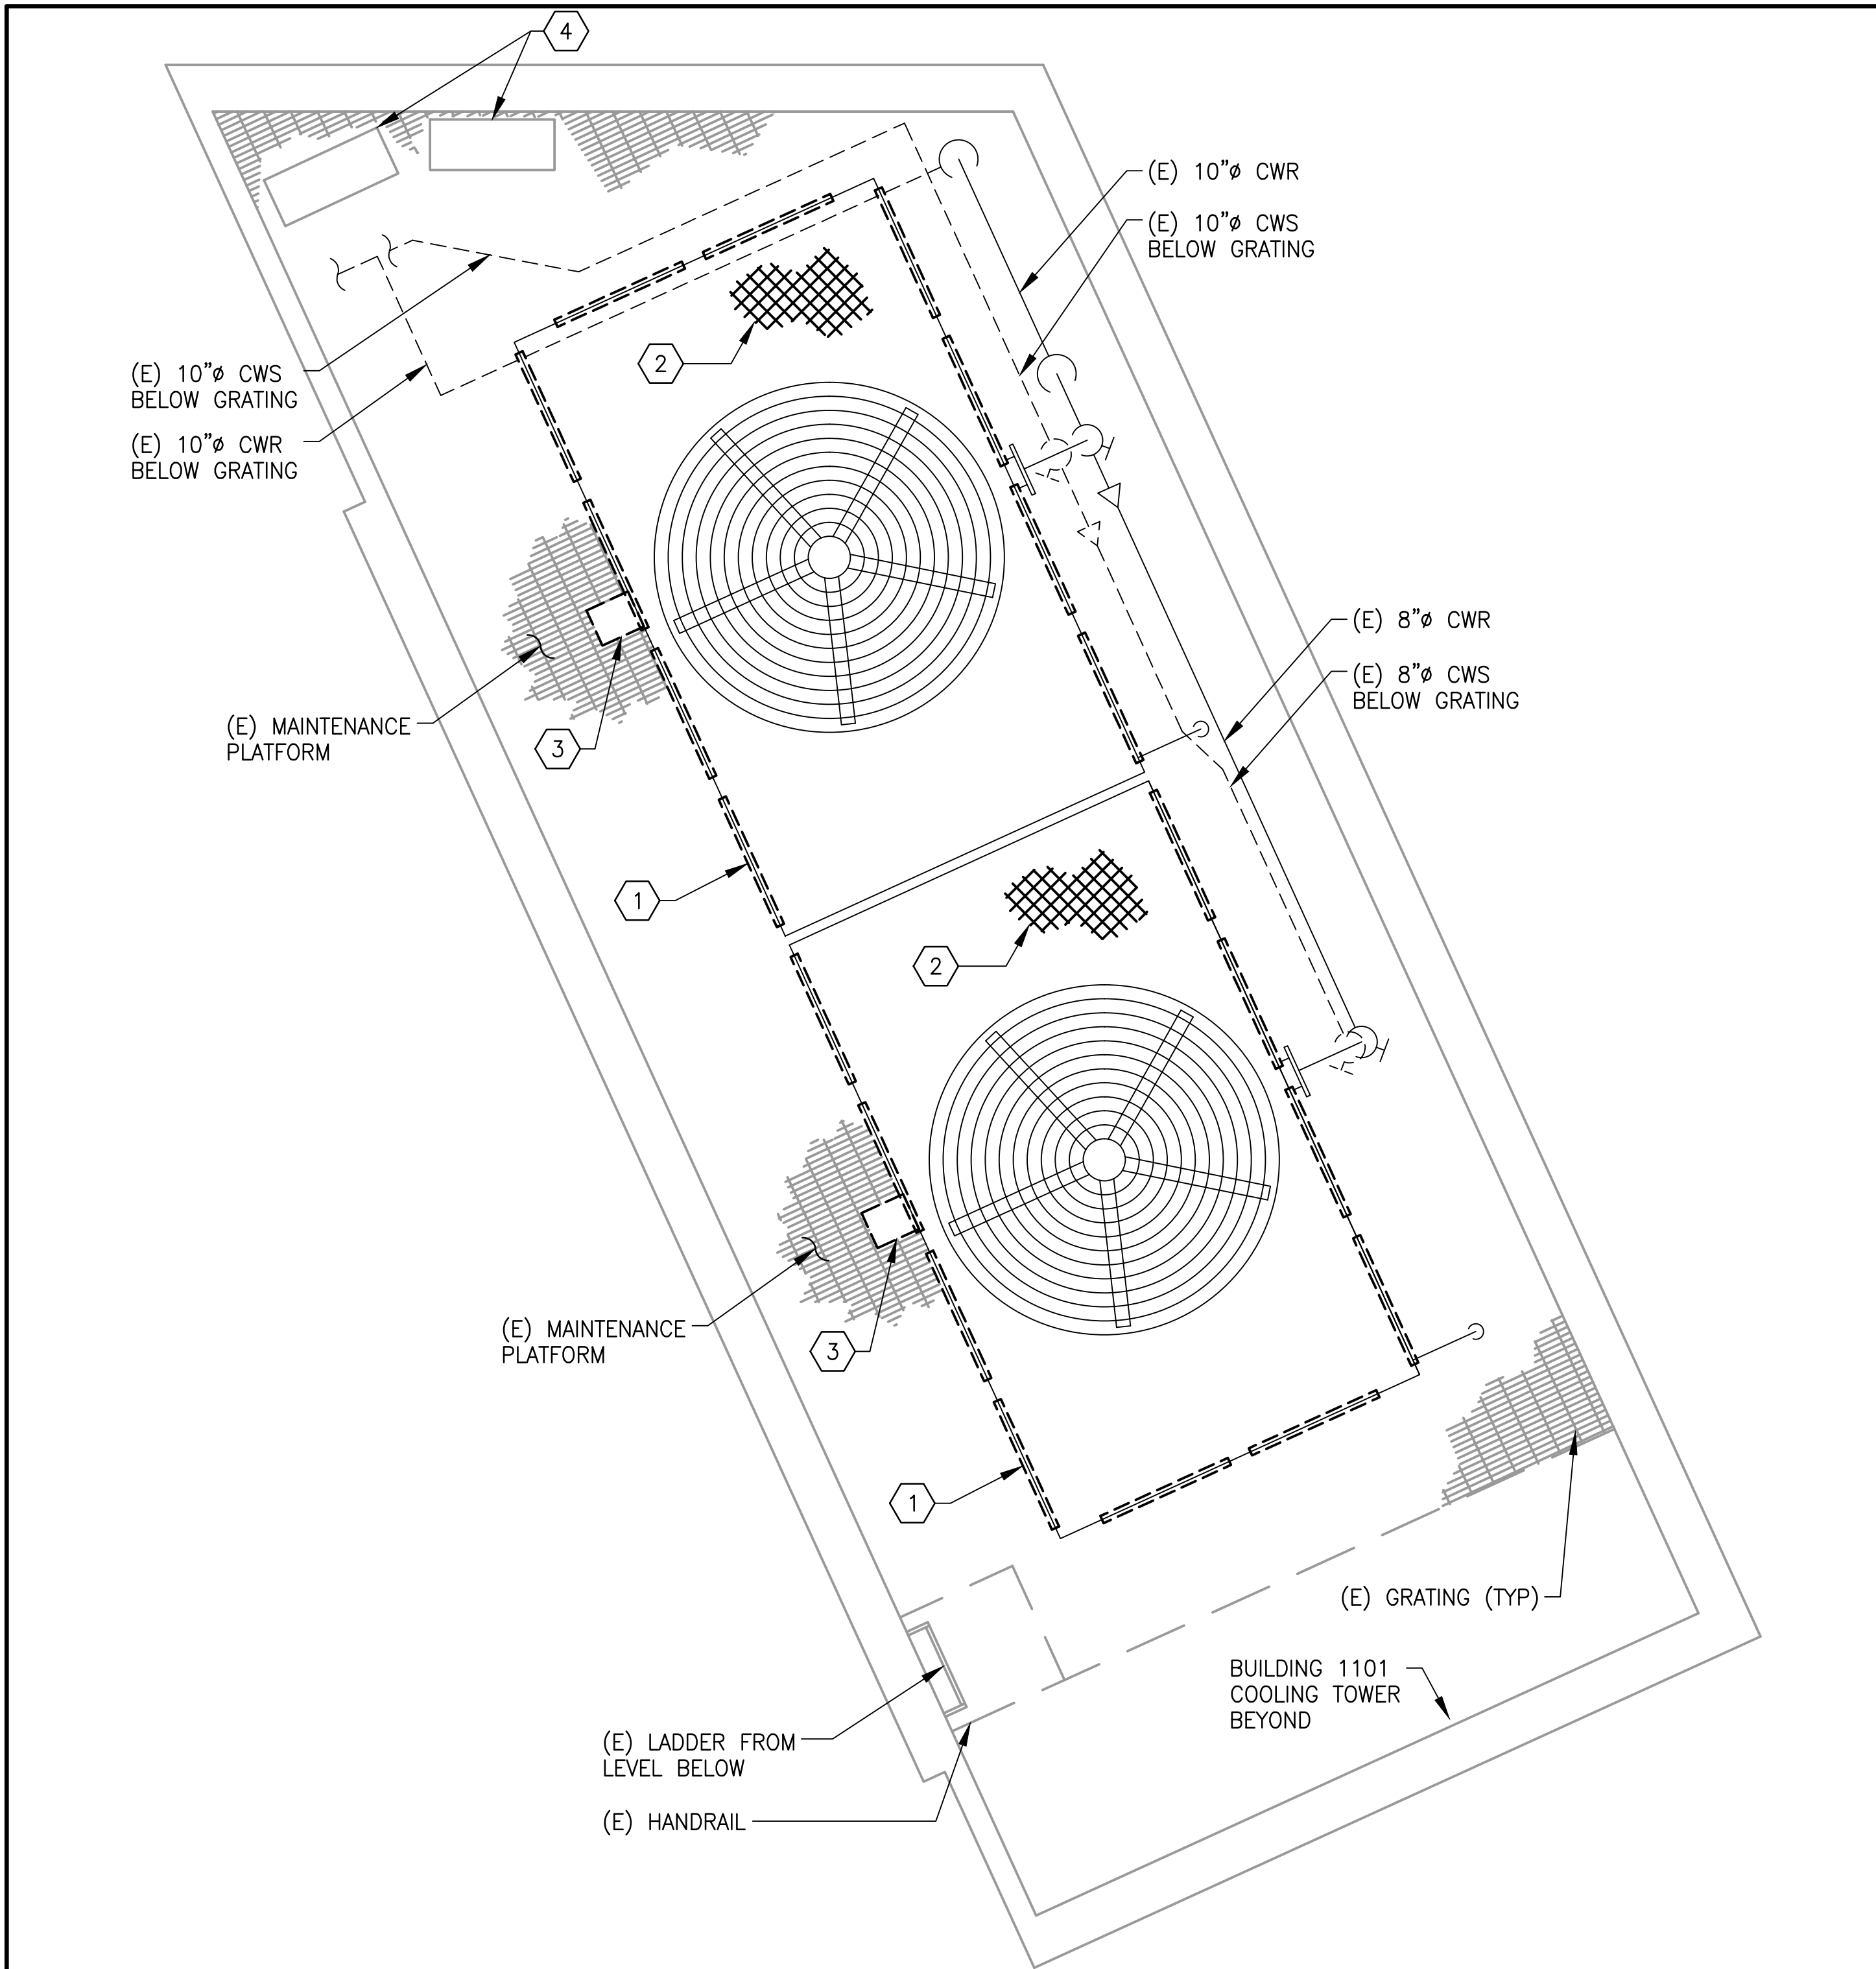 4
(E) 10"ø CWR
(E) 10"ø CWS
BELOW GRATING
2
(E) 10"ø CWS
BELOW GRATING
(E) 10"ø CWR
BELOW GRATING
(E) 8"ø CWR
(E) 8"ø CWS
BELOW GRATING
(E) MAINTENANCE
PLATFORM
3
1
2
(E) MAINTENANCE
PLATFORM
3
1
(E) GRATING (TYP)
BUILDING 1101
COOLING TOWER
BEYOND
(E) LADDER FROM
LEVEL BELOW
(E) HANDRAIL